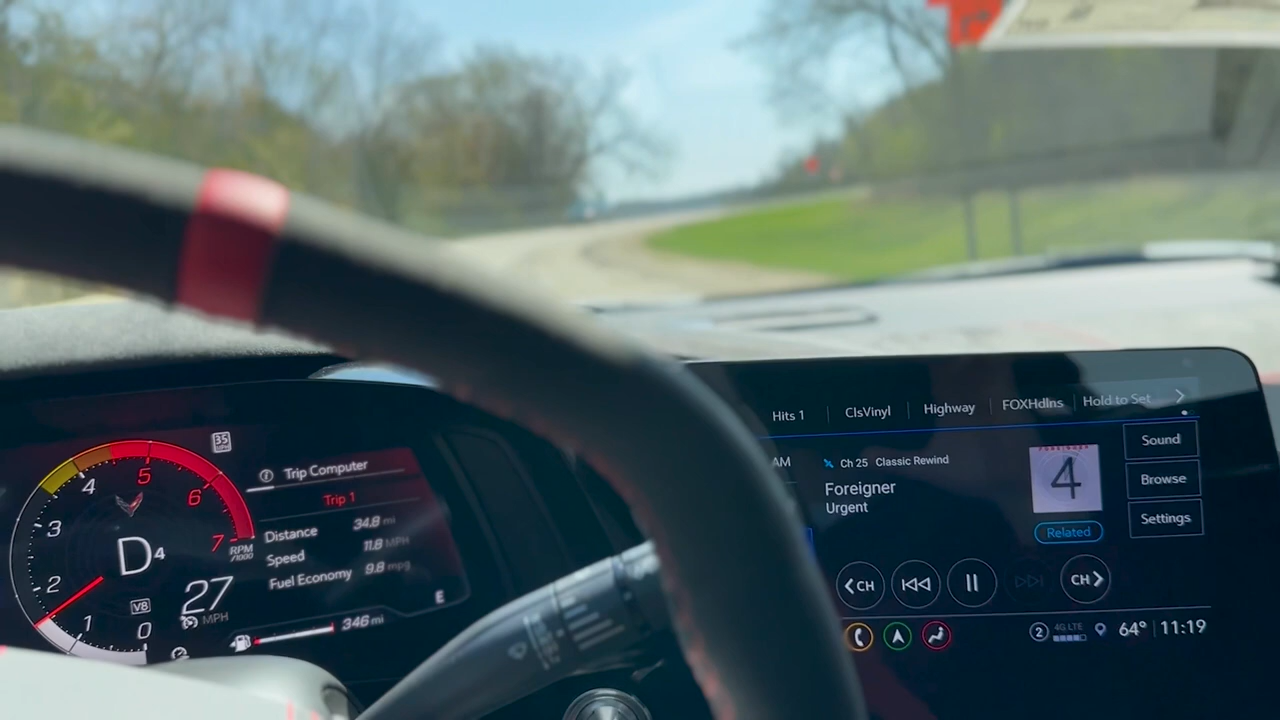 35
Trip Computer
Trip 1
Distance 34.8 mi
Speed 11.8 MPH
Fuel Economy 9.8 mpg
0
1
2
3
4
5
6
7
RPM
/1000
D4
V8
27
MPH
346 mi
E
Hits 1
ClsVinyl
Highway
FOXHdlns
Hold to Set
AM
Ch 25 Classic Rewind
Foreigner
Urgent
FOREIGNER
4
Related
Sound
Browse
Settings
CH
CH
2
4G LTE
64°
11:19